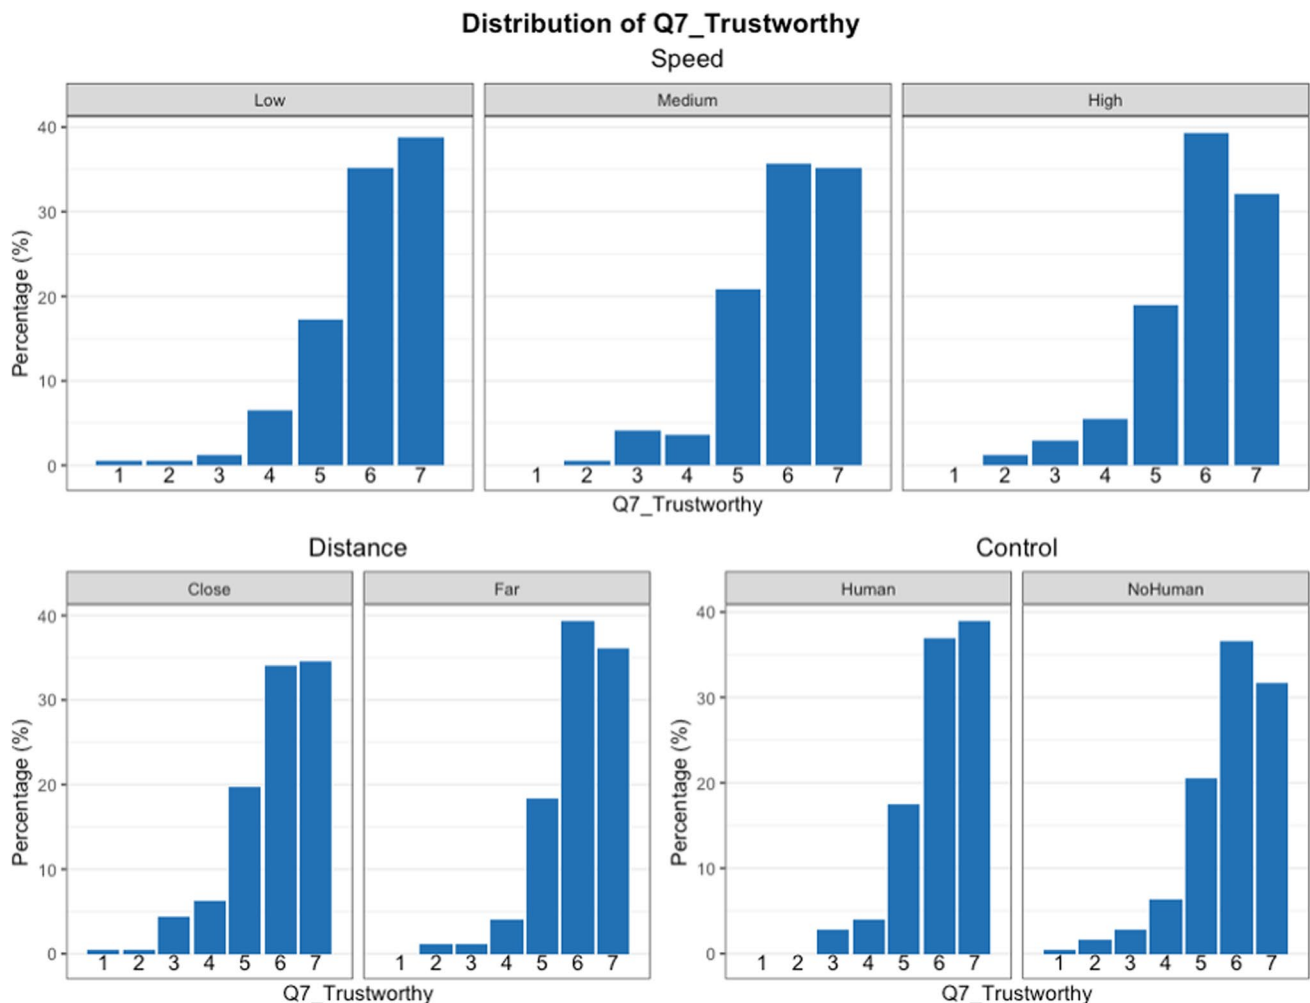 Distribution of Q7_Trustworthy
Speed
Low Medium High
Percentage (%)
40
30
20
10
0
1 2 3 4 5 6 7 1 2 3 4 5 6 7 1 2 3 4 5 6 7
Q7_Trustworthy
Distance
Close Far
Percentage (%)
40
30
20
10
0
1 2 3 4 5 6 7 1 2 3 4 5 6 7
Q7_Trustworthy
Control
Human NoHuman
Percentage (%)
40
30
20
10
0
1 2 3 4 5 6 7 1 2 3 4 5 6 7
Q7_Trustworthy